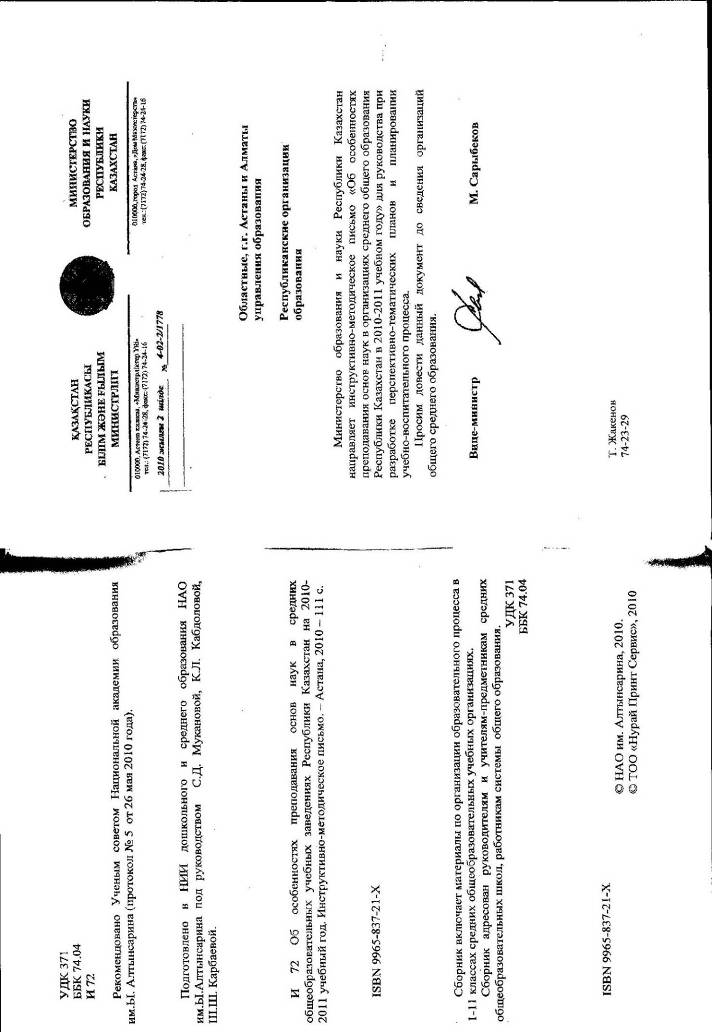 УДК 371
ББК 74.04
И 72
Рекомендовано Ученым советом Национальной академии образования
им.Ы. Алтынсарина (протокол № 5 от 26 мая 2010 года).
Подготовлено в НИИ дошкольного и среднего образования НАО
им.Ы.Алтынсарина под руководством С.Д. Мукановой, К.Л. Кабдоловой,
Ш.Ш. Карбаевой.
И 72 Об особенностях преподавания основ наук в средних
общеобразовательных учебных заведениях Республики Казахстан на 2010-
2011 учебный год. Инструктивно-методическое письмо. – Астана, 2010 – 111 с.
ISBN 9965-837-21-X
Сборник включает материалы по организации образовательного процесса в
1-11 классах средних общеобразовательных учебных организациях.
Сборник адресован руководителям и учителям-предметникам средних
общеобразовательных школ, работникам системы общего образования.
УДК 371
ББК 74.04
© НАО им. Алтынсарина, 2010.
© ТОО «Нурай Принт Сервис», 2010
ISBN 9965-837-21-X
ҚАЗАҚСТАН
РЕСПУБЛИКАСЫ
БІЛІМ ЖӘНЕ ҒЫЛЫМ
МИНИСТРЛІГІ
010000, Астана қаласы, «Министрліктер Үйі»
тел.: (7172) 74-24-28, факс: (7172) 74-24-16
2010 жылғы 2 шілде № 4-02-2/1778
МИНИСТЕРСТВО
ОБРАЗОВАНИЯ И НАУКИ
РЕСПУБЛИКИ
КАЗАХСТАН
010000, город Астана, «Дом Министерств»
тел.: (7172) 74-24-28, факс: (7172) 74-24-16
Областные, г.г. Астаны и Алматы
управления образования
Республиканские организации
образования
Министерство образования и науки Республики Казахстан
направляет инструктивно-методическое письмо «Об особенностях
преподавания основ наук в организациях среднего общего образования
Республики Казахстан в 2010-2011 учебном году» для руководства при
разработке перспективно-тематических планов и планировании
учебно-воспитательного процесса.
Просим довести данный документ до сведения организаций
общего среднего образования.
Вице-министр М. Сарыбеков
Т. Жакенов
74-23-29